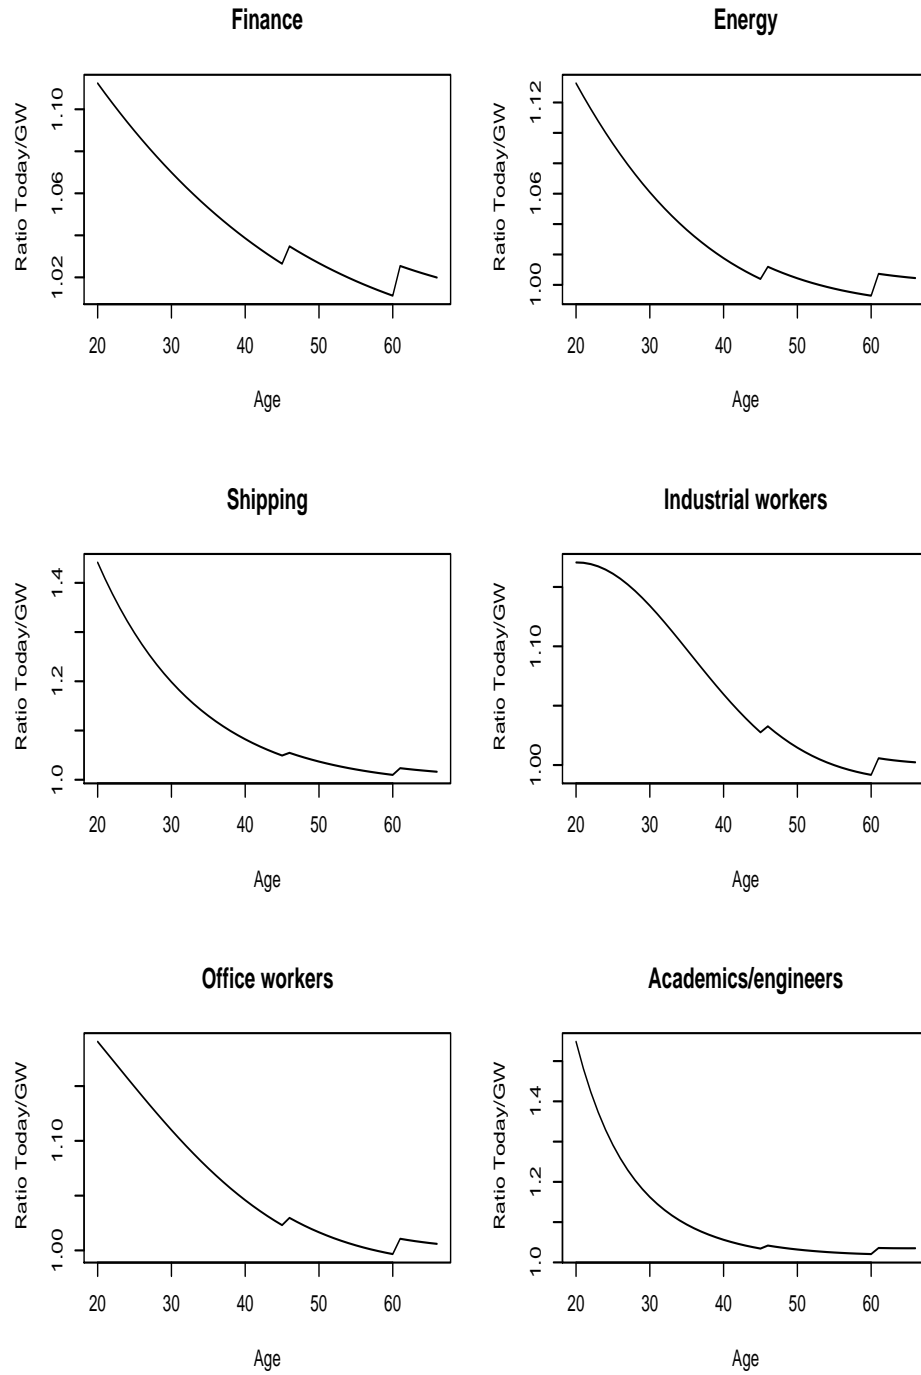 Finance
Ratio Today/GW
1.10
1.06
1.02
20 30 40 50 60
Age
Energy
Ratio Today/GW
1.12
1.06
1.00
20 30 40 50 60
Age
Shipping
Ratio Today/GW
1.4
1.2
1.0
20 30 40 50 60
Age
Industrial workers
Ratio Today/GW
1.10
1.00
20 30 40 50 60
Age
Office workers
Ratio Today/GW
1.10
1.00
20 30 40 50 60
Age
Academics/engineers
Ratio Today/GW
1.4
1.2
1.0
20 30 40 50 60
Age